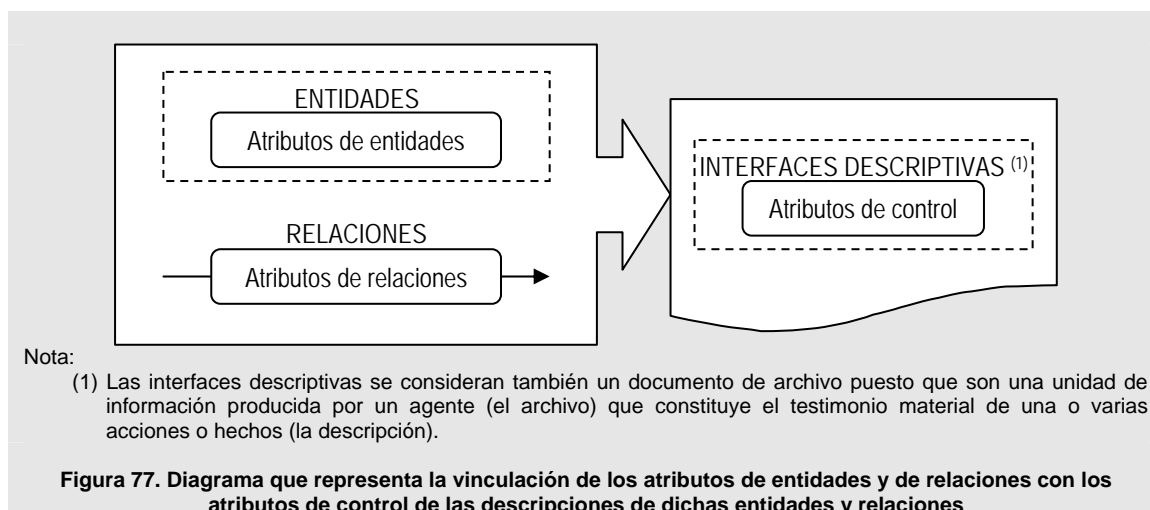 ENTIDADES
Atributos de entidades
RELACIONES
Atributos de relaciones
INTERFACES DESCRIPTIVAS (1)
Atributos de control
Nota:
(1) Las interfaces descriptivas se consideran también un documento de archivo puesto que son una unidad de
información producida por un agente (el archivo) que constituye el testimonio material de una o varias
acciones o hechos (la descripción).
Figura 77. Diagrama que representa la vinculación de los atributos de entidades y de relaciones con los
atributos de control de las descripciones de dichas entidades y relaciones